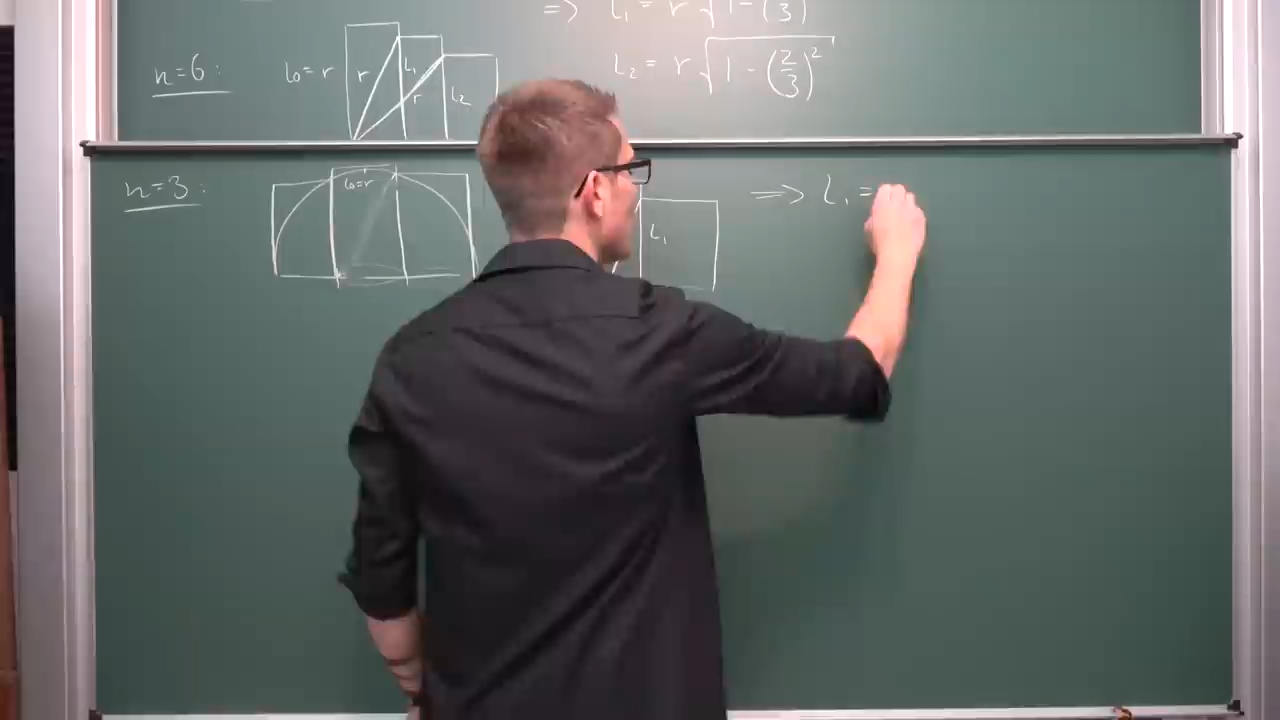 => L₁ = r √1 - (3)
n=6: l₀=r r L₁ r L₂ L₂ = r √1 - (2/3)²
n=3: l₀=r L₁ => L₁ =